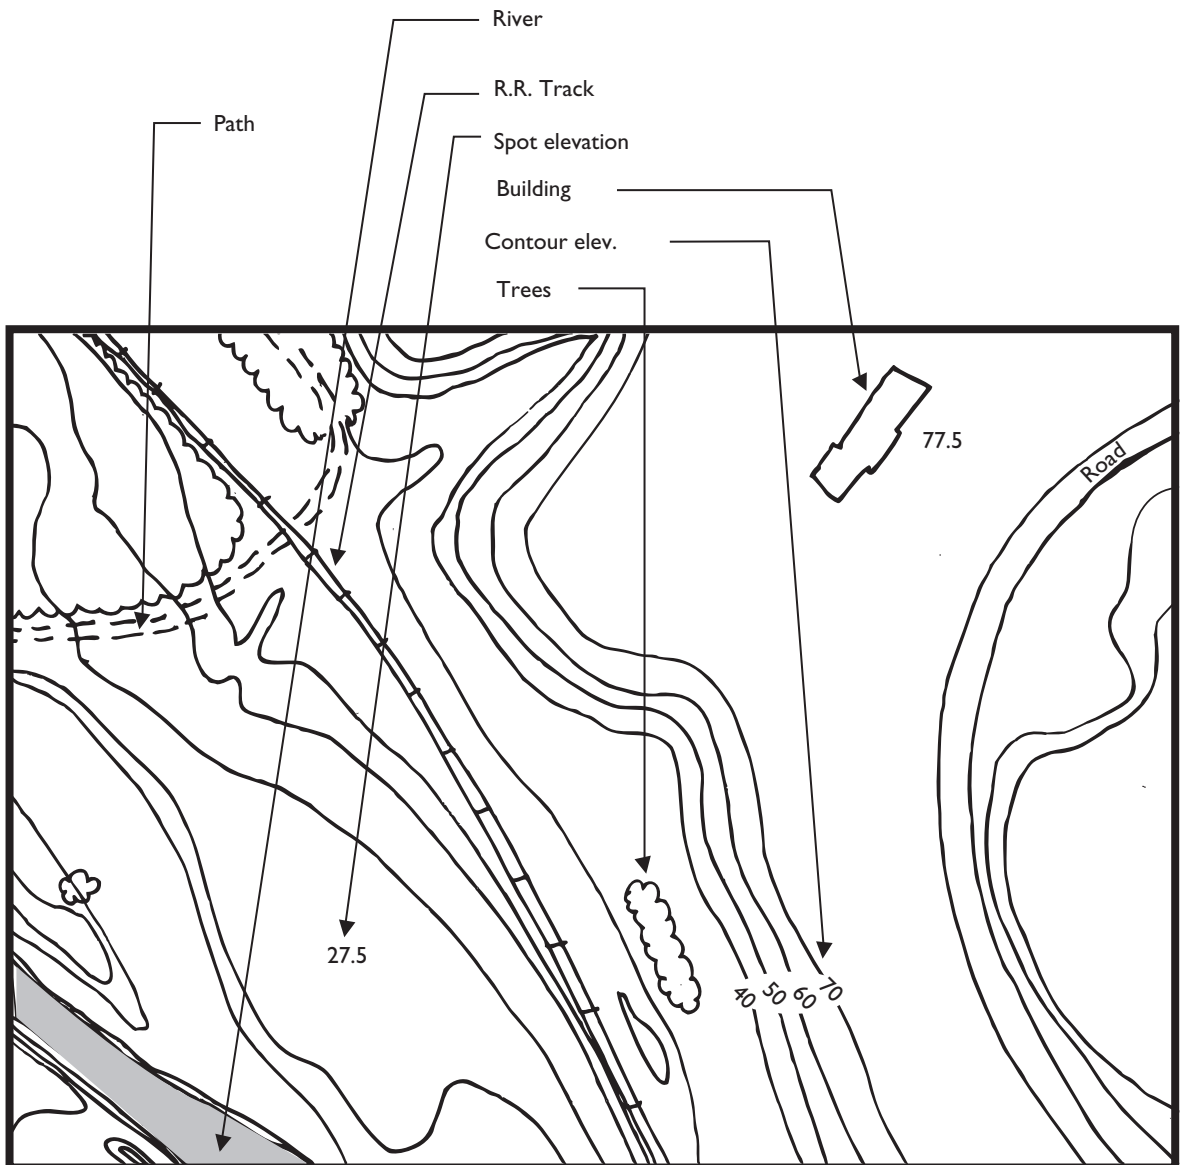 River
R.R. Track
Path
Spot elevation
Building
Contour elev.
Trees
77.5
Road
27.5
40 50 60 70